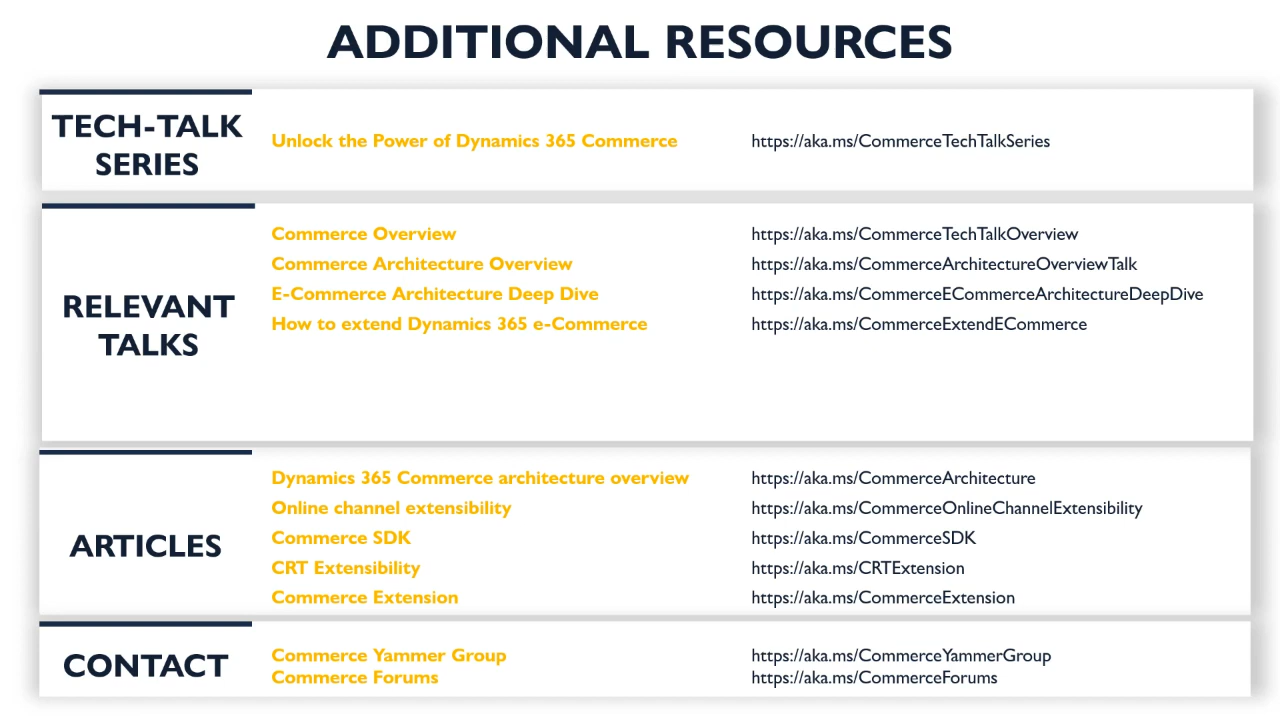 ADDITIONAL RESOURCES
TECH-TALK
SERIES
Unlock the Power of Dynamics 365 Commerce https://aka.ms/CommerceTechTalkSeries
RELEVANT
TALKS
Commerce Overview https://aka.ms/CommerceTechTalkOverview
Commerce Architecture Overview https://aka.ms/CommerceArchitectureOverviewTalk
E-Commerce Architecture Deep Dive https://aka.ms/CommerceECommerceArchitectureDeepDive
How to extend Dynamics 365 e-Commerce https://aka.ms/CommerceExtendECommerce
ARTICLES
Dynamics 365 Commerce architecture overview https://aka.ms/CommerceArchitecture
Online channel extensibility https://aka.ms/CommerceOnlineChannelExtensibility
Commerce SDK https://aka.ms/CommerceSDK
CRT Extensibility https://aka.ms/CRTExtension
Commerce Extension https://aka.ms/CommerceExtension
CONTACT
Commerce Yammer Group https://aka.ms/CommerceYammerGroup
Commerce Forums https://aka.ms/CommerceForums